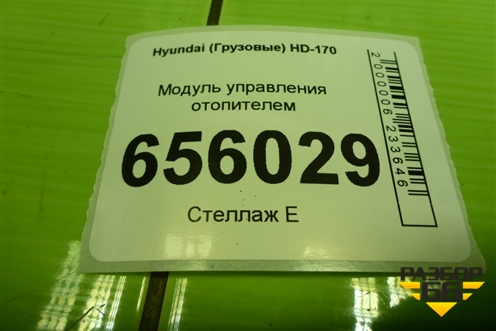 Hyundai (Грузовые) HD-170
Модуль управления
отопителем
656029
Стеллаж Е
2000006233646
РАЗБОР